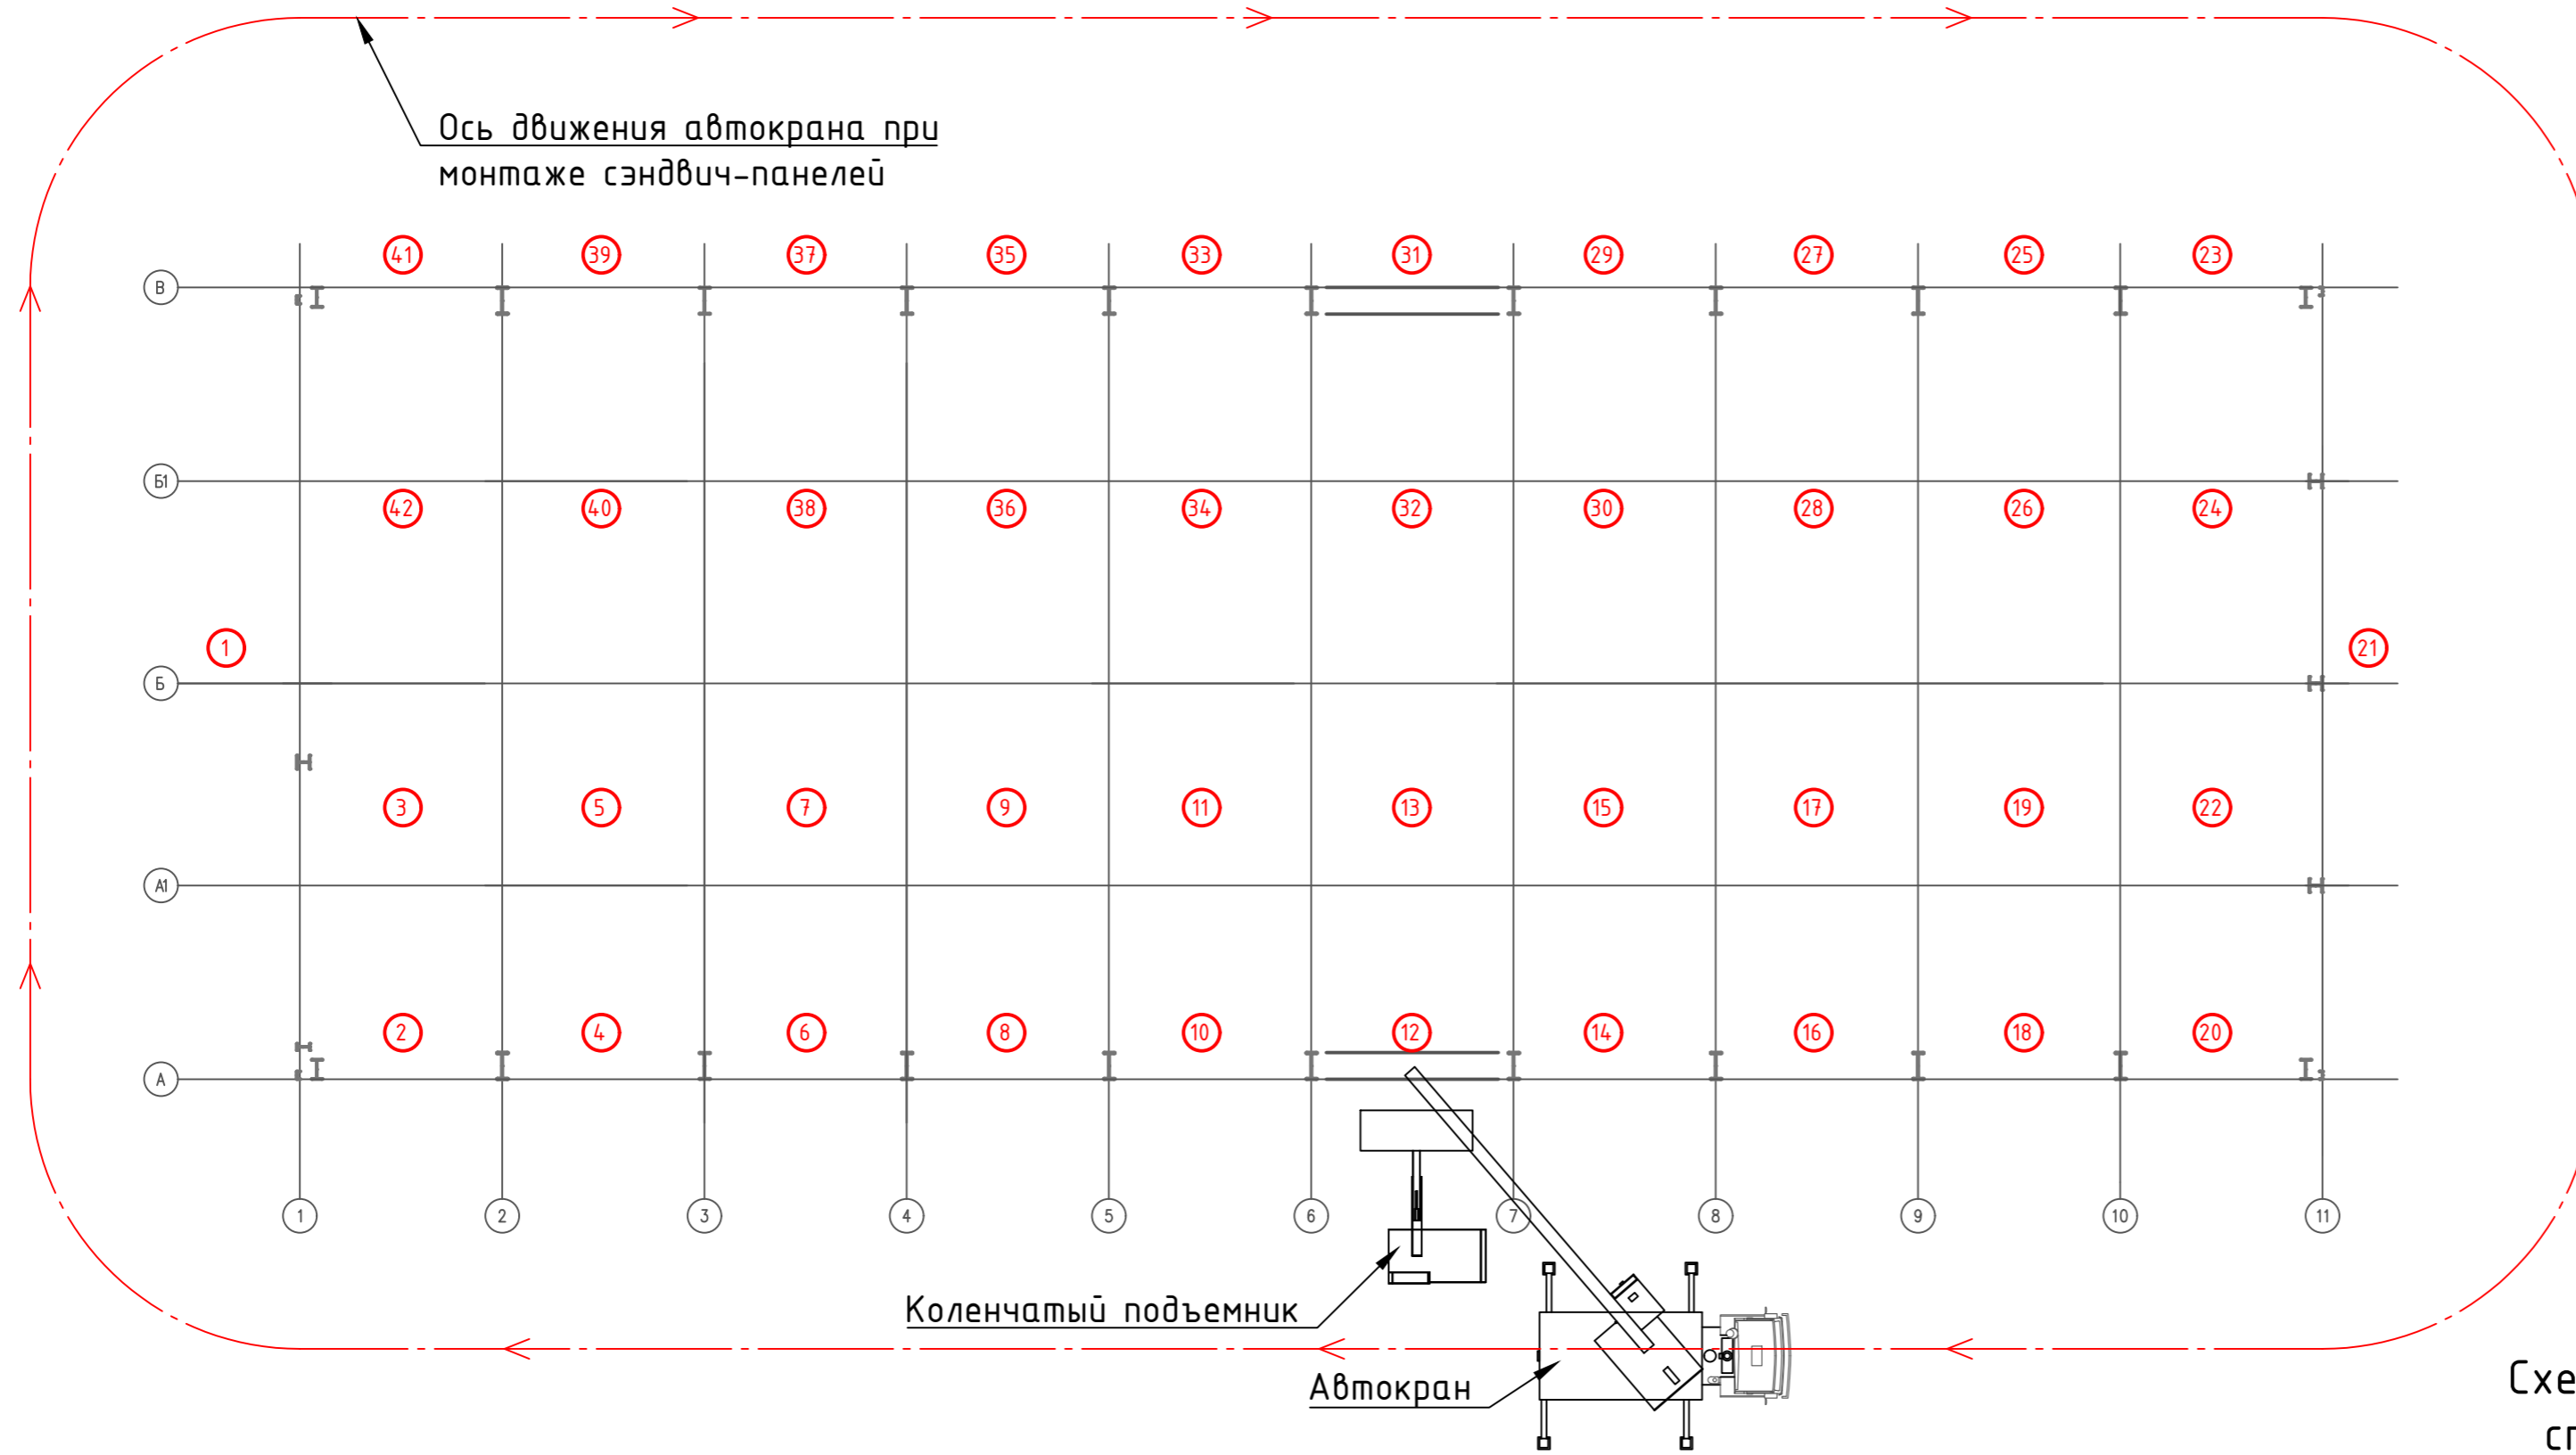 Ось движения автокрана при
монтаже сэндвич-панелей
41 39 37 35 33 31 29 27 25 23
В
Б1
42 40 38 36 34 32 30 28 26 24
1 21
Б
3 5 7 9 11 13 15 17 19 22
А1
2 4 6 8 10 12 14 16 18 20
А
1 2 3 4 5 6 7 8 9 10 11
Коленчатый подъемник
Автокран
Схе